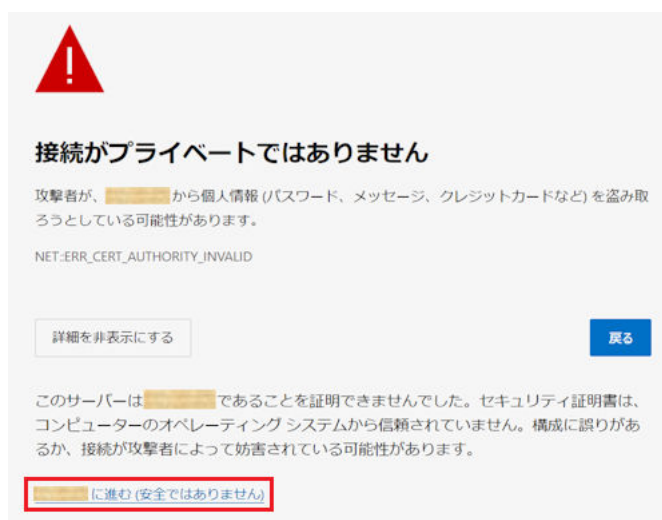 接続がプライベートではありません
攻撃者が、から個人情報 (パスワード、メッセージ、クレジットカードなど) を盗み取
ろうとしている可能性があります。
NET::ERR_CERT_AUTHORITY_INVALID
詳細を非表示にする
戻る
このサーバーはであることを証明できませんでした。セキュリティ証明書は、
コンピューターのオペレーティング システムから信頼されていません。構成に誤りがあ
るか、接続が攻撃者によって妨害されている可能性があります。
に進む (安全ではありません)